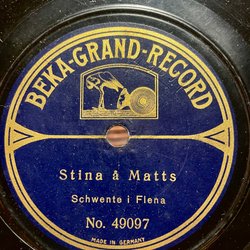 BEKA-GRAND-RECORD
Stina å Matts
Schwente i Flena
No. 49097
MADE IN GERMANY